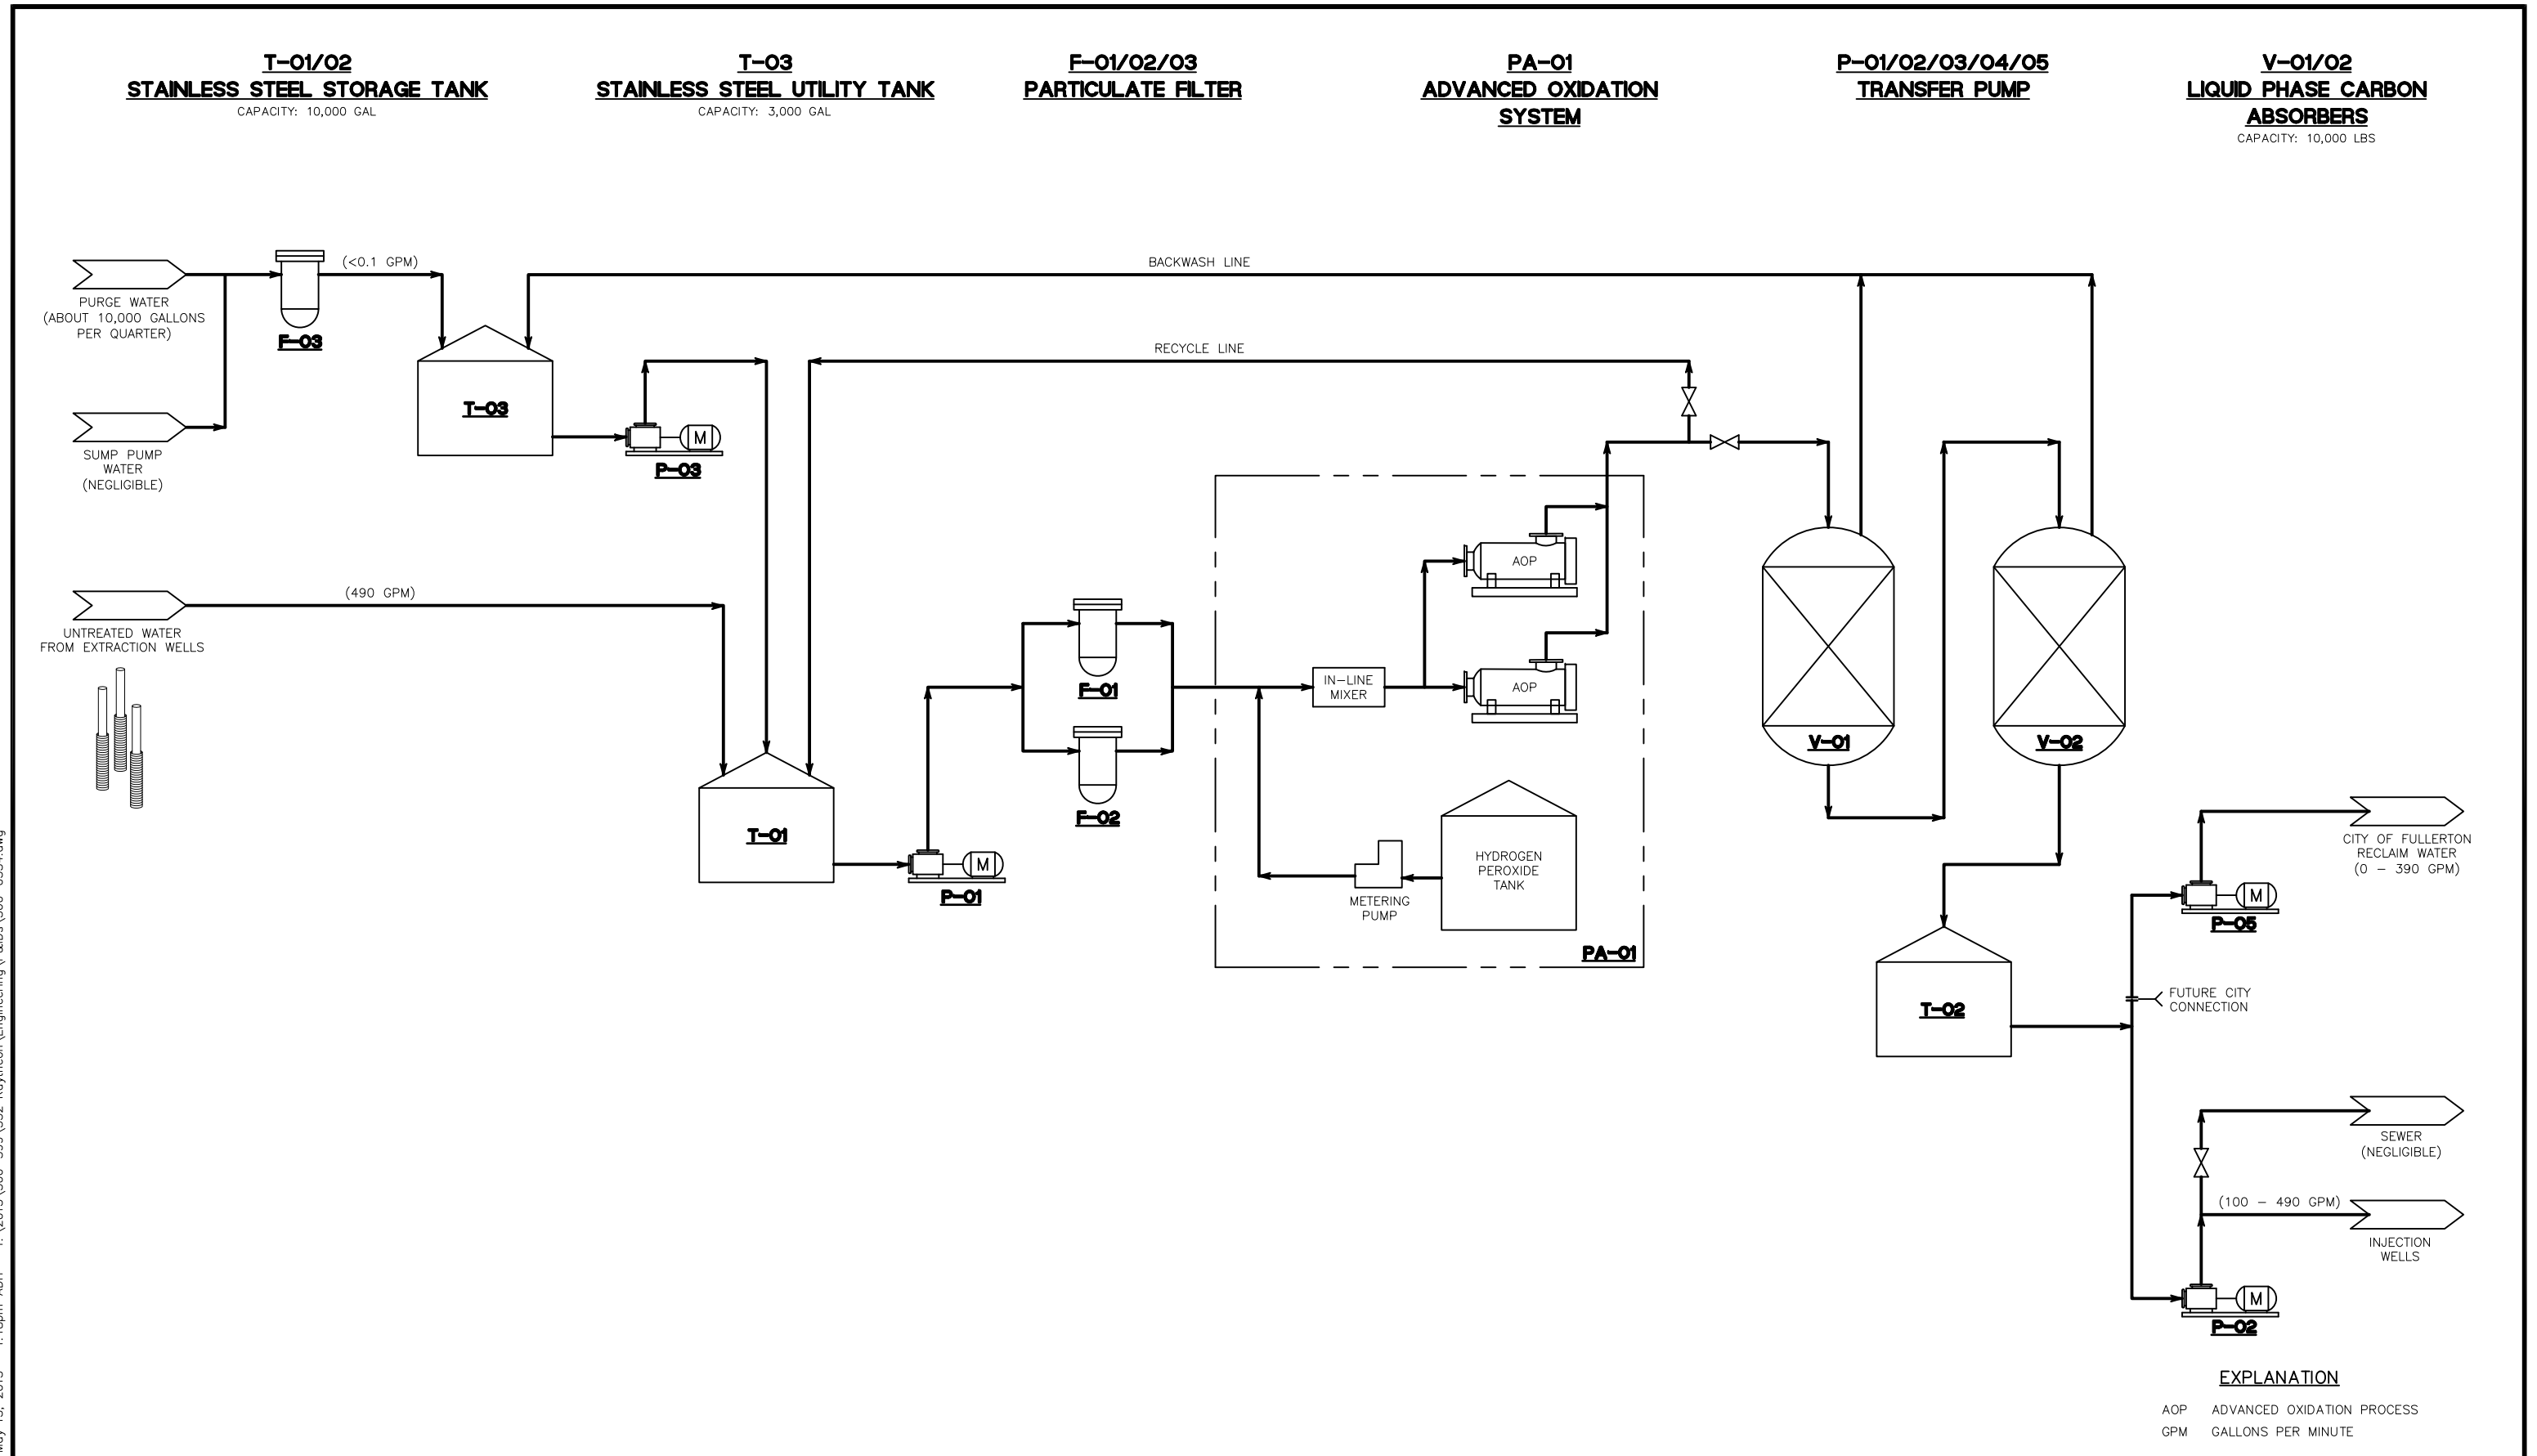 T-01/02
STAINLESS STEEL STORAGE TANK
CAPACITY: 10,000 GAL
T-03
STAINLESS STEEL UTILITY TANK
CAPACITY: 3,000 GAL
F-01/02/03
PARTICULATE FILTER
PA-01
ADVANCED OXIDATION
SYSTEM
P-01/02/03/04/05
TRANSFER PUMP
V-01/02
LIQUID PHASE CARBON
ABSORBERS
CAPACITY: 10,000 LBS
PURGE WATER
(ABOUT 10,000 GALLONS
PER QUARTER)
F-03
(<0.1 GPM)
BACKWASH LINE
RECYCLE LINE
T-03
SUMP PUMP
WATER
(NEGLIGIBLE)
M
P-03
UNTREATED WATER
FROM EXTRACTION WELLS
(490 GPM)
T-01
M
P-01
F-01
F-02
IN-LINE
MIXER
AOP
AOP
METERING
PUMP
HYDROGEN
PEROXIDE
TANK
PA-01
V-01
V-02
T-02
CITY OF FULLERTON
RECLAIM WATER
(0 - 390 GPM)
M
P-05
FUTURE CITY
CONNECTION
SEWER
(NEGLIGIBLE)
(100 - 490 GPM)
INJECTION
WELLS
M
P-02
EXPLANATION
AOP ADVANCED OXIDATION PROCESS
GPM GALLONS PER MINUTE